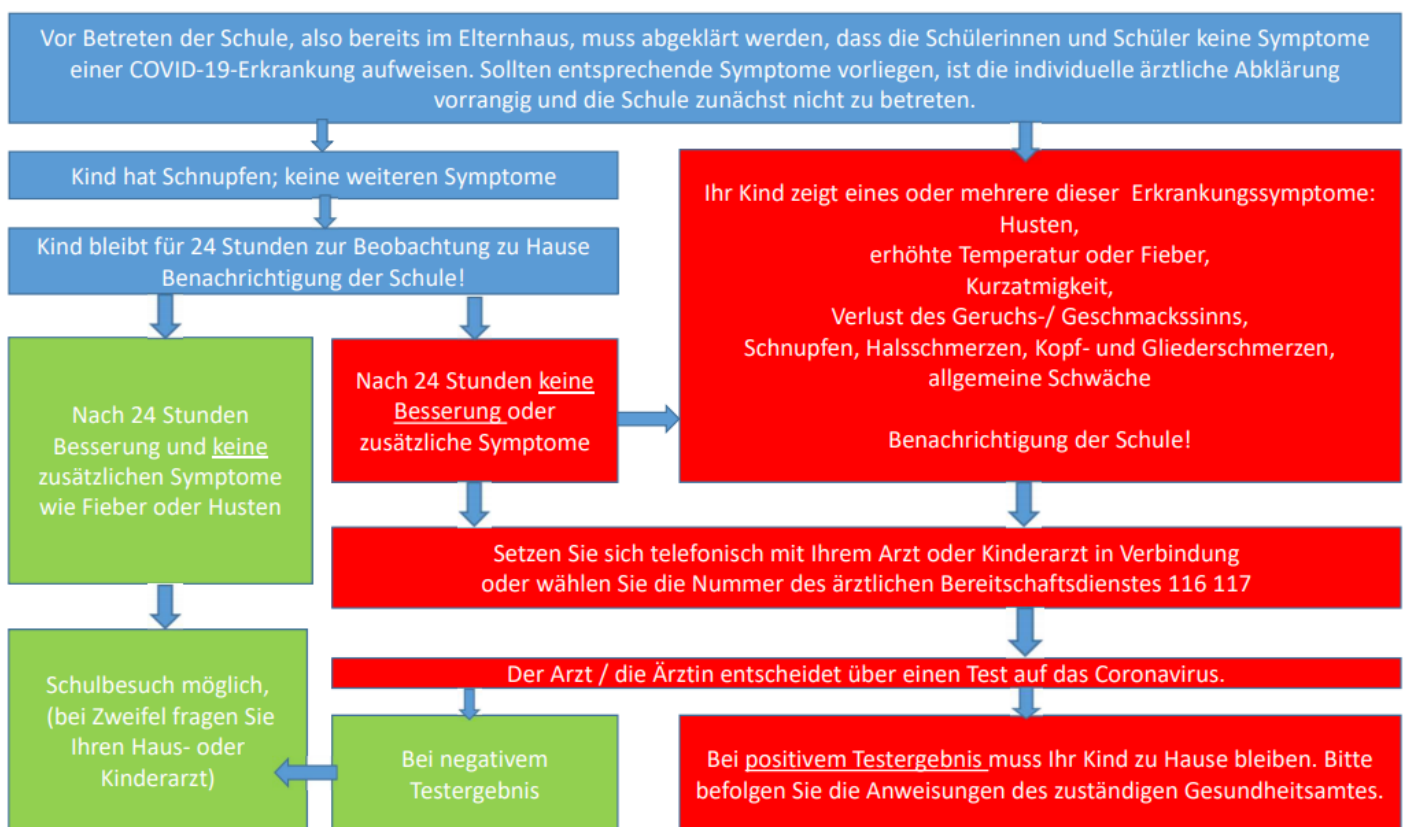 Vor Betreten der Schule, also bereits im Elternhaus, muss abgeklärt werden, dass die Schülerinnen und Schüler keine Symptome
einer COVID-19-Erkrankung aufweisen. Sollten entsprechende Symptome vorliegen, ist die individuelle ärztliche Abklärung
vorrangig und die Schule zunächst nicht zu betreten.
Kind hat Schnupfen; keine weiteren Symptome
Kind bleibt für 24 Stunden zur Beobachtung zu Hause
Benachrichtigung der Schule!
Ihr Kind zeigt eines oder mehrere dieser Erkrankungssymptome:
Husten,
erhöhte Temperatur oder Fieber,
Kurzatmigkeit,
Verlust des Geruchs-/ Geschmackssinns,
Schnupfen, Halsschmerzen, Kopf- und Gliederschmerzen,
allgemeine Schwäche
Benachrichtigung der Schule!
Nach 24 Stunden
Besserung und keine
zusätzlichen Symptome
wie Fieber oder Husten
Nach 24 Stunden keine
Besserung oder
zusätzliche Symptome
Setzen Sie sich telefonisch mit Ihrem Arzt oder Kinderarzt in Verbindung
oder wählen Sie die Nummer des ärztlichen Bereitschaftsdienstes 116 117
Der Arzt / die Ärztin entscheidet über einen Test auf das Coronavirus.
Schulbesuch möglich,
(bei Zweifel fragen Sie
Ihren Haus- oder
Kinderarzt)
Bei negativem
Testergebnis
Bei positivem Testergebnis muss Ihr Kind zu Hause bleiben. Bitte
befolgen Sie die Anweisungen des zuständigen Gesundheitsamtes.